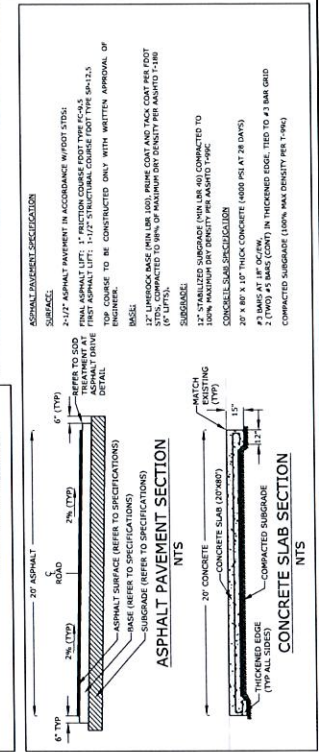 20' ASPHALT
6" TYP
2% (TYP)
C
ROAD
2% (TYP)
6" (TYP)
REFER TO SOD
TREATMENT AT
ASPHALT DRIVE
DETAIL
ASPHALT SURFACE (REFER TO SPECIFICATIONS)
BASE (REFER TO SPECIFICATIONS)
SUBGRADE (REFER TO SPECIFICATIONS)
ASPHALT PAVEMENT SECTION
NTS
20' CONCRETE
CONCRETE SLAB (20'X80')
MATCH
EXISTING
(TYP)
15"
12"
THICKENED EDGE
(TYP ALL SIDES)
COMPACTED SUBGRADE
CONCRETE SLAB SECTION
NTS
ASPHALT PAVEMENT SPECIFICATION
SURFACE:
2-1/2" ASPHALT PAVEMENT IN ACCORDANCE W/FDOT STDS:
FINAL ASPHALT LIFT: 1" FRICTION COURSE FDOT TYPE FC-9.5
FIRST ASPHALT LIFT: 1-1/2" STRUCTURAL COURSE FDOT TYPE SP-12.5
TOP COURSE TO BE CONSTRUCTED ONLY WITH WRITTEN APPROVAL OF
ENGINEER.
BASE:
12" LIMEROCK BASE (MIN LBR 100), PRIME COAT AND TACK COAT PER FDOT
STDS, COMPACTED TO 98% OF MAXIMUM DRY DENSITY PER AASHTO T-180
(6" LIFTS).
SUBGRADE:
12" STABILIZED SUBGRADE (MIN LBR 40) COMPACTED TO
100% MAXIMUM DRY DENSITY PER AASHTO T-99C
CONCRETE SLAB SPECIFICATION
20' X 80' X 10" THICK CONCRETE (4000 PSI AT 28 DAYS)
#3 BARS AT 18" OC/EW,
2 (TWO) #5 BARS (CONT) IN THICKENED EDGE, TIED TO #3 BAR GRID
COMPACTED SUBGRADE (100% MAX DENSITY PER T-99C)